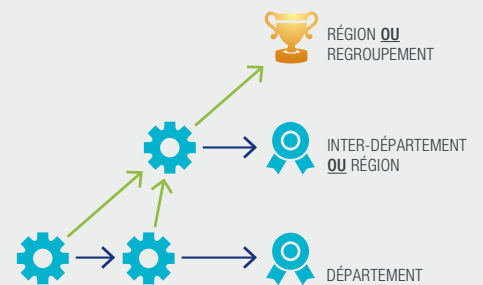 RÉGION OU
REGROUPEMENT
INTER-DÉPARTEMENT
OU RÉGION
DÉPARTEMENT